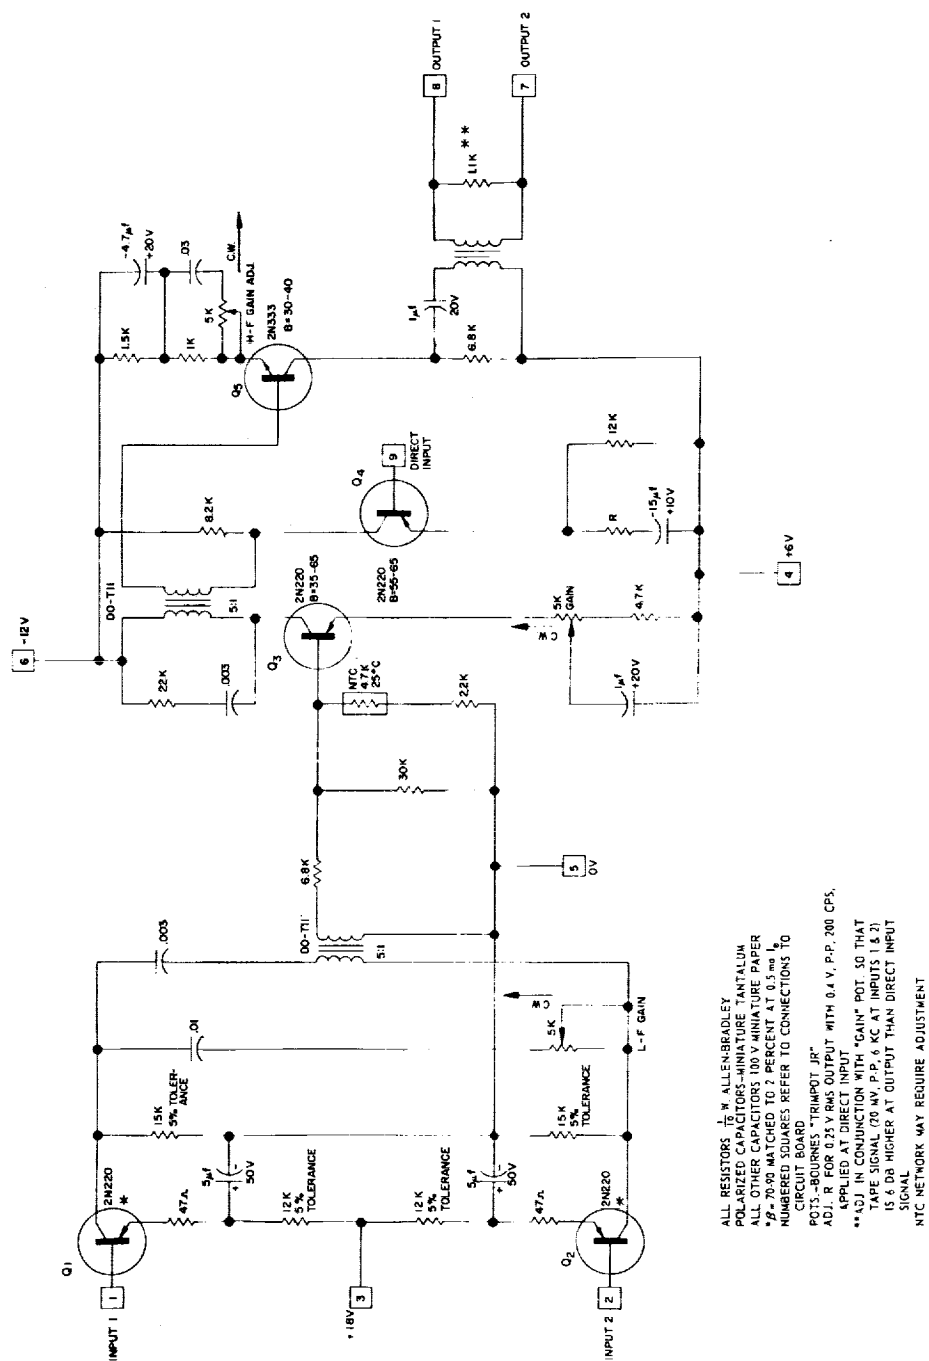 INPUT 1
1
Q1
2N220
*
47Ω
5μf
+ -
50V
15K
5% TOLER-
ANCE
12K
5%
TOLERANCE
+18V
3
12K
5%
TOLERANCE
5μf
+ -
50V
47Ω
15K
5%
TOLERANCE
INPUT 2
2
Q2
2N220
*
.01
.003
5K
CW
L-F GAIN
DO-T11
5:1
6.8K
30K
5
0V
NTC
4.7K
25°C
2.2K
Q3
2N220
B=35-65
6
-12V
22K
.003
DO-T11
5:1
8.2K
Q4
2N220
B=55-65
9
DIRECT
INPUT
CW
5K
GAIN
4.7K
1μf
+20V
R
-15μf
+10V
12K
4
+6V
1.5K
-4.7μf
+20V
1K
.03
5K
C.W.
H-F GAIN ADJ.
Q5
2N333
B=30-40
1μf
20V
6.8K
1.1K
**
8
OUTPUT 1
7
OUTPUT 2
ALL RESISTORS 1/10 W ALLEN-BRADLEY
POLARIZED CAPACITORS-MINIATURE TANTALUM
ALL OTHER CAPACITORS 100 V MINIATURE PAPER
*β=70-90 MATCHED TO 2 PERCENT AT 0.5 ma Ie
NUMBERED SQUARES REFER TO CONNECTIONS TO
CIRCUIT BOARD
POTS.-BOURNES "TRIMPOT JR"
ADJ. R FOR 0.25 V RMS OUTPUT WITH 0.4 V, P-P, 200 CPS,
APPLIED AT DIRECT INPUT
**ADJ IN CONJUNCTION WITH "GAIN" POT. SO THAT
TAPE SIGNAL (20 MV, P-P, 6 KC AT INPUTS 1 & 2)
IS 6 DB HIGHER AT OUTPUT THAN DIRECT INPUT
SIGNAL
NTC NETWORK MAY REQUIRE ADJUSTMENT